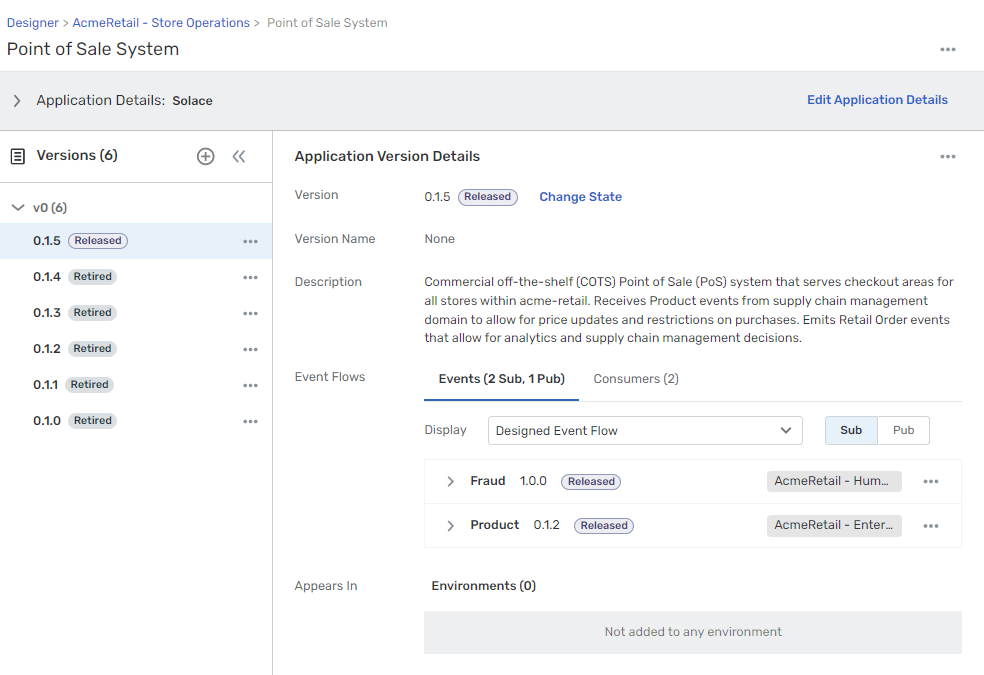 Designer > AcmeRetail - Store Operations > Point of Sale System
Point of Sale System
Application Details: Solace
Edit Application Details
Versions (6)
v0 (6)
0.1.5 Released
0.1.4 Retired
0.1.3 Retired
0.1.2 Retired
0.1.1 Retired
0.1.0 Retired
Application Version Details
Version 0.1.5 Released Change State
Version Name None
Description Commercial off-the-shelf (COTS) Point of Sale (PoS) system that serves checkout areas for
all stores within acme-retail. Receives Product events from supply chain management
domain to allow for price updates and restrictions on purchases. Emits Retail Order events
that allow for analytics and supply chain management decisions.
Event Flows Events (2 Sub, 1 Pub) Consumers (2)
Display Designed Event Flow Sub Pub
Fraud 1.0.0 Released AcmeRetail - Hum...
Product 0.1.2 Released AcmeRetail - Enter...
Appears In Environments (0)
Not added to any environment